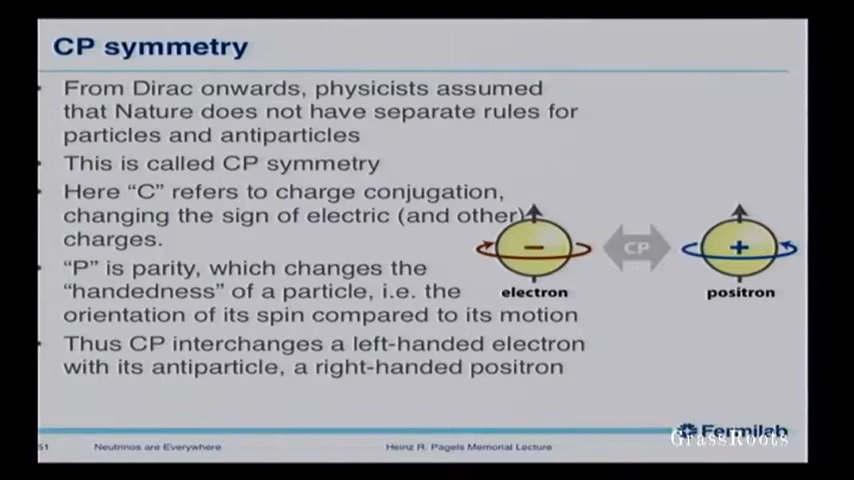 CP symmetry
From Dirac onwards, physicists assumed
that Nature does not have separate rules for
particles and antiparticles
This is called CP symmetry
Here “C” refers to charge conjugation,
changing the sign of electric (and other)
charges.
“P” is parity, which changes the
“handedness” of a particle, i.e. the
orientation of its spin compared to its motion
Thus CP interchanges a left-handed electron
with its antiparticle, a right-handed positron
− CP +
electron positron
Fermilab
GrassRoots
51 Neutrinos are Everywhere Heinz R. Pagels Memorial Lecture